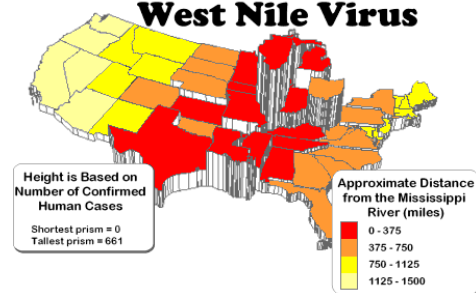 West Nile Virus
Height is Based on
Number of Confirmed
Human Cases
Shortest prism = 0
Tallest prism = 661
Approximate Distance
from the Mississippi
River (miles)
0 - 375
375 - 750
750 - 1125
1125 - 1500